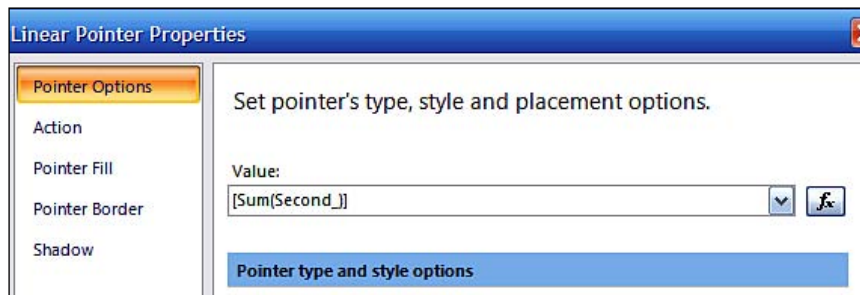 Linear Pointer Properties
Pointer Options
Action
Pointer Fill
Pointer Border
Shadow
Set pointer's type, style and placement options.
Value:
[Sum(Second_)]
fx
Pointer type and style options